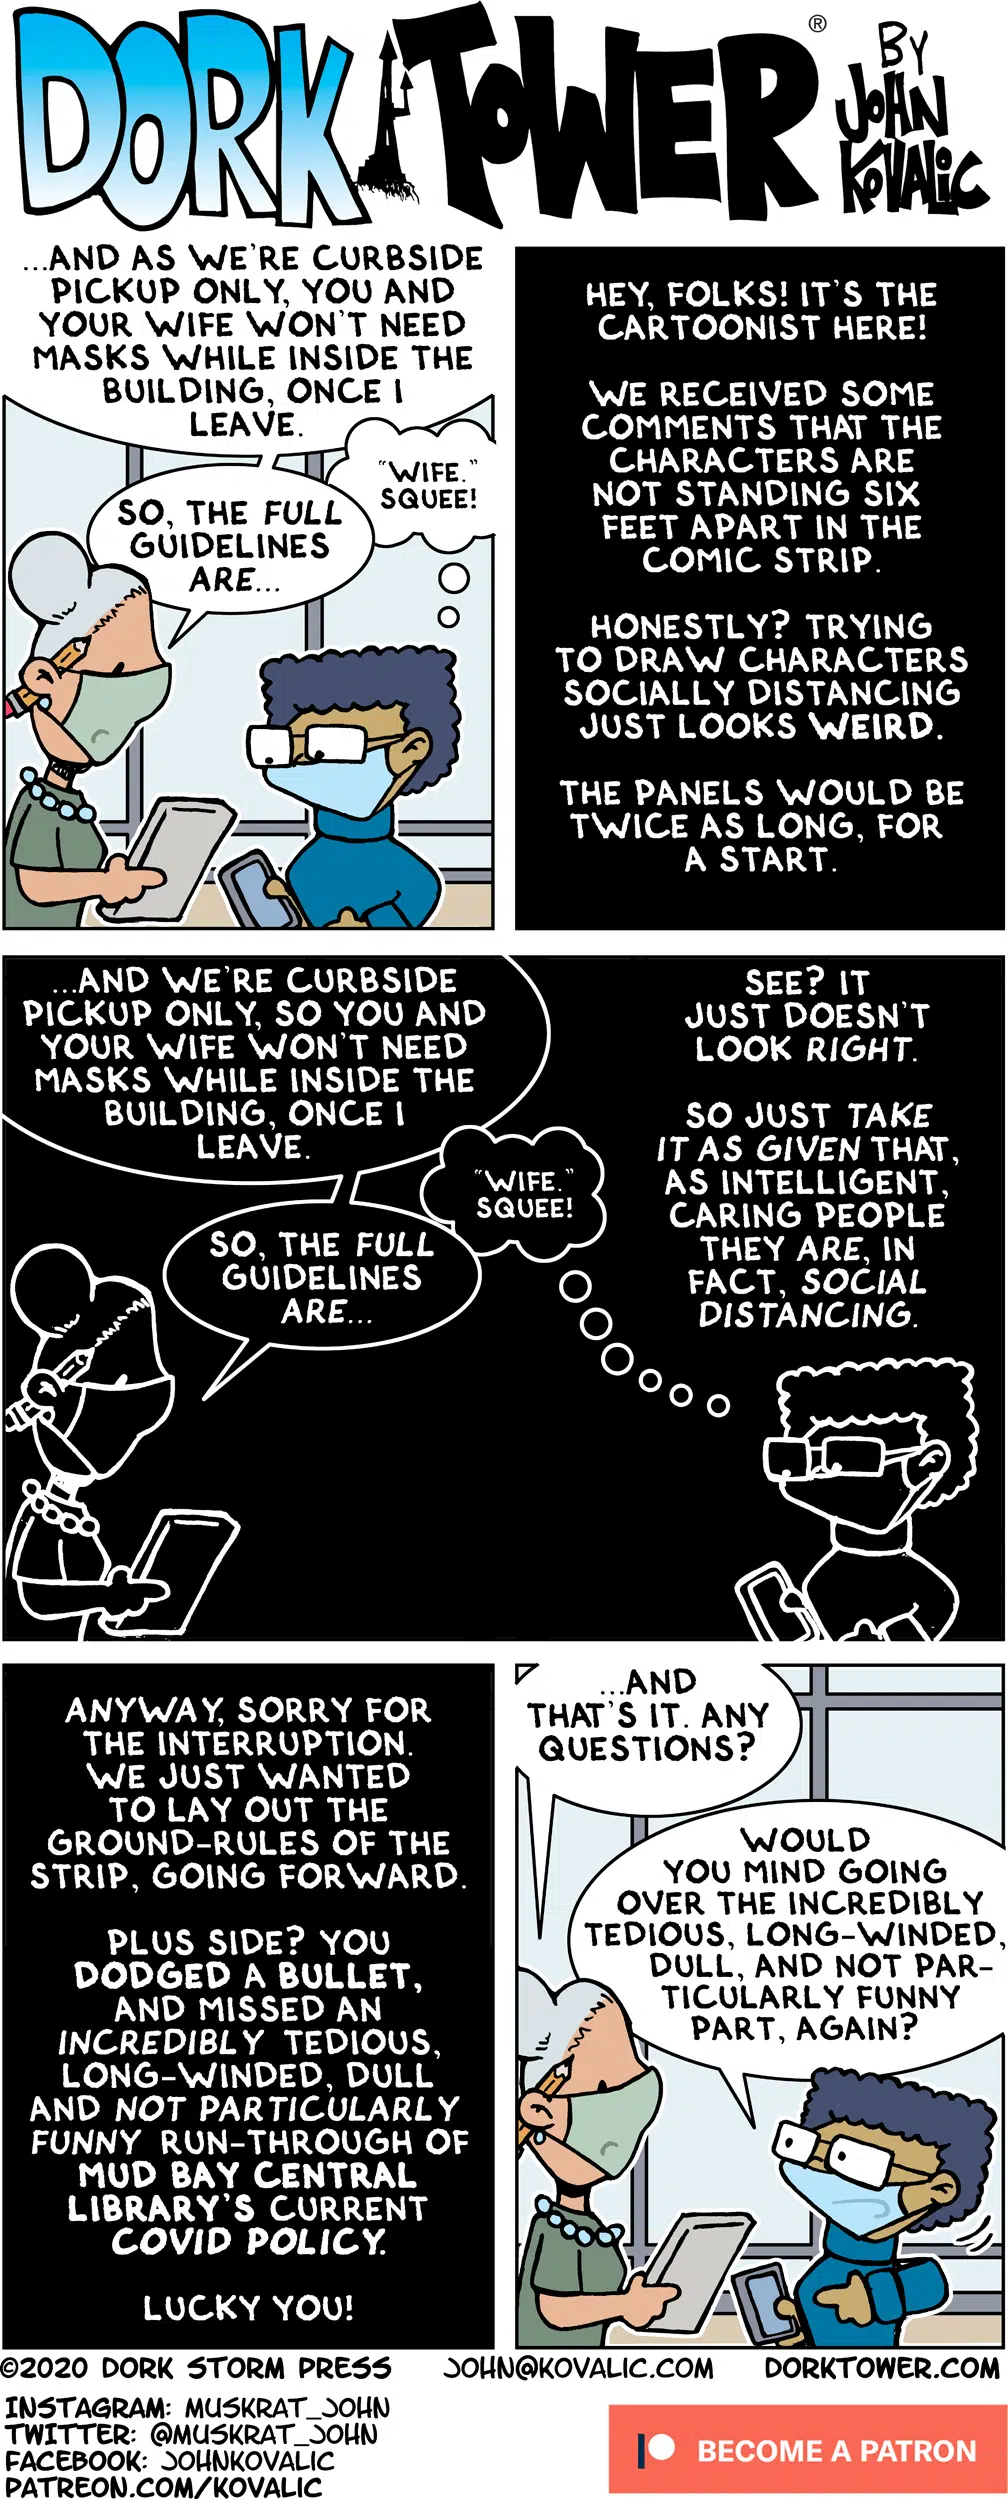 DORK TOWER ®
BY
JOHN
KOVALIC
...AND AS WE'RE CURBSIDE
PICKUP ONLY, YOU AND
YOUR WIFE WON'T NEED
MASKS WHILE INSIDE THE
BUILDING, ONCE I
LEAVE.
"WIFE."
SQUEE!
SO, THE FULL
GUIDELINES
ARE...
HEY, FOLKS! IT'S THE
CARTOONIST HERE!
WE RECEIVED SOME
COMMENTS THAT THE
CHARACTERS ARE
NOT STANDING SIX
FEET APART IN THE
COMIC STRIP.
HONESTLY? TRYING
TO DRAW CHARACTERS
SOCIALLY DISTANCING
JUST LOOKS WEIRD.
THE PANELS WOULD BE
TWICE AS LONG, FOR
A START.
...AND WE'RE CURBSIDE
PICKUP ONLY, SO YOU AND
YOUR WIFE WON'T NEED
MASKS WHILE INSIDE THE
BUILDING, ONCE I
LEAVE.
"WIFE."
SQUEE!
SO, THE FULL
GUIDELINES
ARE...
SEE? IT
JUST DOESN'T
LOOK RIGHT.
SO JUST TAKE
IT AS GIVEN THAT,
AS INTELLIGENT,
CARING PEOPLE
THEY ARE, IN
FACT, SOCIAL
DISTANCING.
ANYWAY, SORRY FOR
THE INTERRUPTION.
WE JUST WANTED
TO LAY OUT THE
GROUND-RULES OF THE
STRIP, GOING FORWARD.
PLUS SIDE? YOU
DODGED A BULLET,
AND MISSED AN
INCREDIBLY TEDIOUS,
LONG-WINDED, DULL
AND NOT PARTICULARLY
FUNNY RUN-THROUGH OF
MUD BAY CENTRAL
LIBRARY'S CURRENT
COVID POLICY.
LUCKY YOU!
...AND
THAT'S IT. ANY
QUESTIONS?
WOULD
YOU MIND GOING
OVER THE INCREDIBLY
TEDIOUS, LONG-WINDED,
DULL, AND NOT PAR-
TICULARLY FUNNY
PART, AGAIN?
©2020 DORK STORM PRESS JOHN@KOVALIC.COM DORKTOWER.COM
INSTAGRAM: MUSKRAT_JOHN
TWITTER: @MUSKRAT_JOHN
FACEBOOK: JOHNKOVALIC
PATREON.COM/KOVALIC
BECOME A PATRON